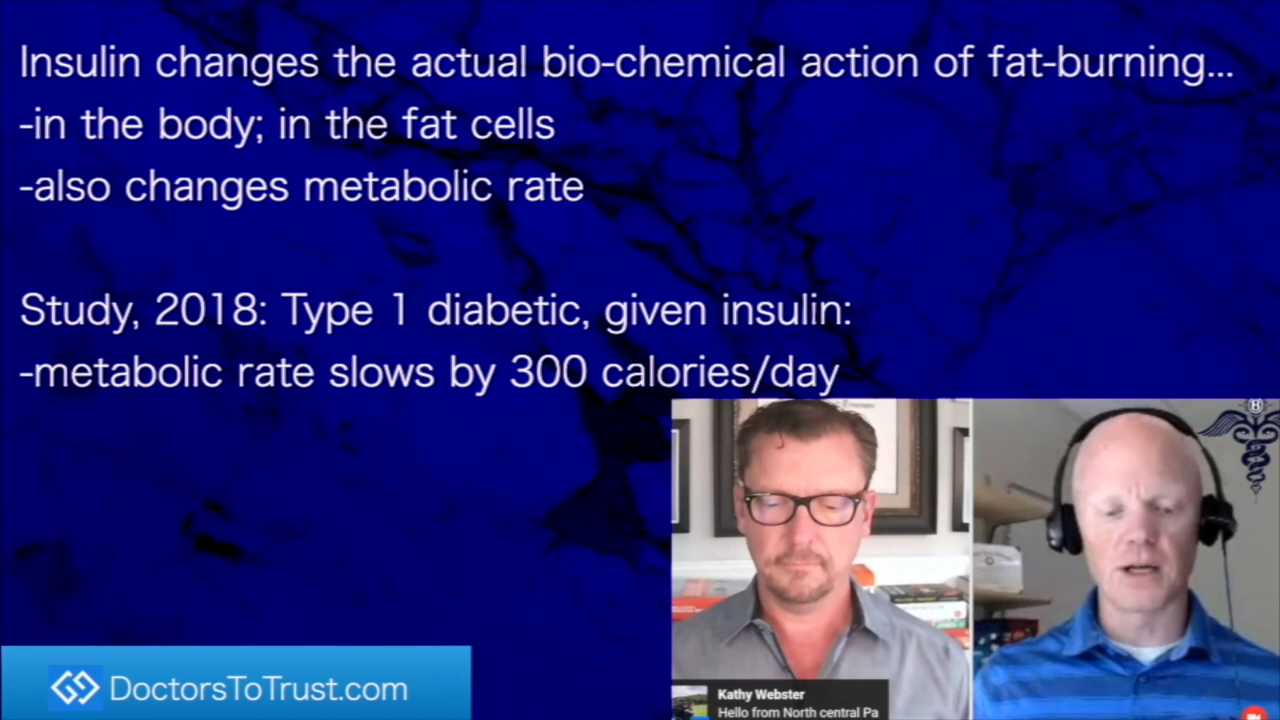 Insulin changes the actual bio-chemical action of fat-burning...
-in the body; in the fat cells
-also changes metabolic rate
Study, 2018: Type 1 diabetic, given insulin:
-metabolic rate slows by 300 calories/day
DoctorsToTrust.com
Kathy Webster
Hello from North central Pa